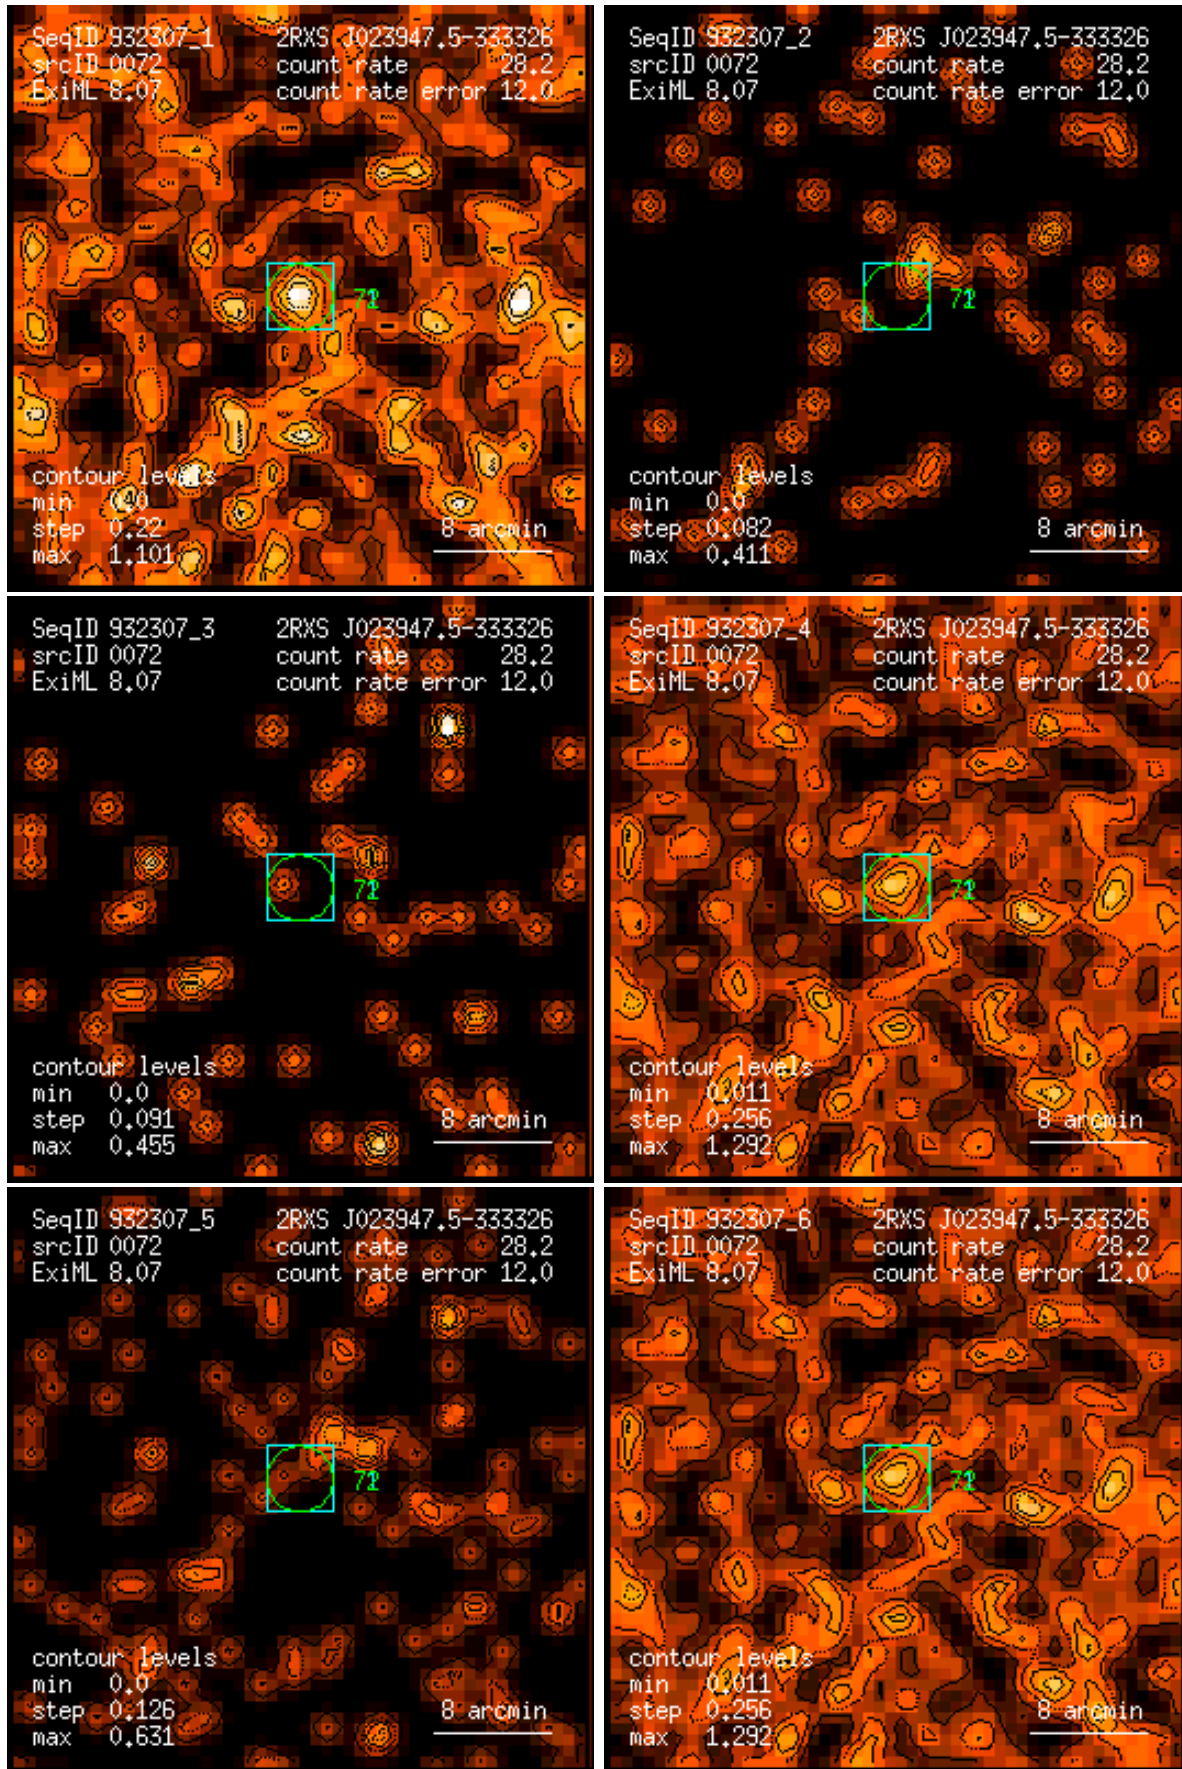 SeqID 932307_1 2RXS J023947.5-333326
srcID 0072 count rate 28.2
ExiML 8.07 count rate error 12.0
72
contour levels
min 0.0
step 0.22 8 arcmin
max 1.101
SeqID 932307_2 2RXS J023947.5-333326
srcID 0072 count rate 28.2
ExiML 8.07 count rate error 12.0
72
contour levels
min 0.0
step 0.082 8 arcmin
max 0.411
SeqID 932307_3 2RXS J023947.5-333326
srcID 0072 count rate 28.2
ExiML 8.07 count rate error 12.0
72
contour levels
min 0.0
step 0.091 8 arcmin
max 0.455
SeqID 932307_4 2RXS J023947.5-333326
srcID 0072 count rate 28.2
ExiML 8.07 count rate error 12.0
72
contour levels
min 0.011
step 0.256 8 arcmin
max 1.292
SeqID 932307_5 2RXS J023947.5-333326
srcID 0072 count rate 28.2
ExiML 8.07 count rate error 12.0
72
contour levels
min 0.0
step 0.126 8 arcmin
max 0.631
SeqID 932307_6 2RXS J023947.5-333326
srcID 0072 count rate 28.2
ExiML 8.07 count rate error 12.0
72
contour levels
min 0.011
step 0.256 8 arcmin
max 1.292